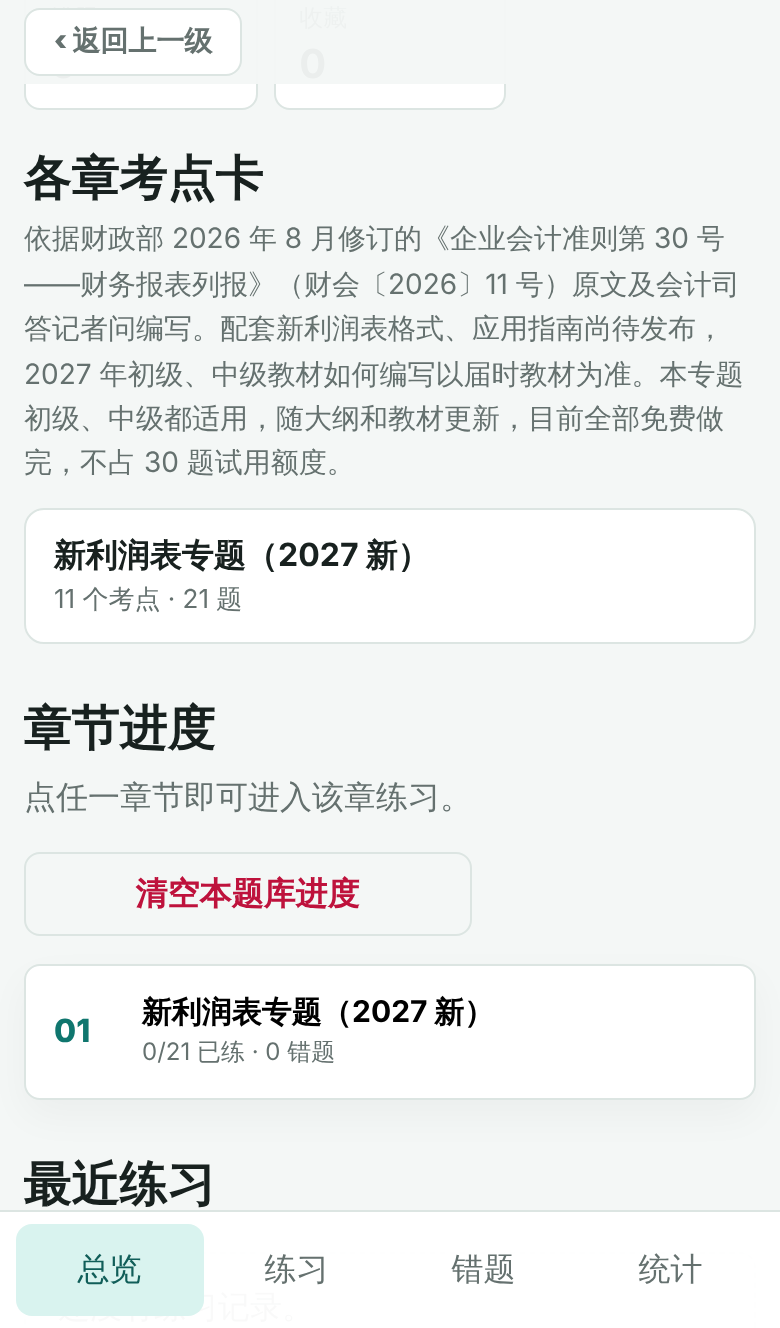 收藏
‹ 返回上一级
0
各章考点卡
依据财政部 2026 年 8 月修订的《企业会计准则第 30 号
——财务报表列报》（财会〔2026〕11 号）原文及会计司
答记者问编写。配套新利润表格式、应用指南尚待发布，
2027 年初级、中级教材如何编写以届时教材为准。本专题
初级、中级都适用，随大纲和教材更新，目前全部免费做
完，不占 30 题试用额度。
新利润表专题（2027 新）
11 个考点 · 21 题
章节进度
点任一章节即可进入该章练习。
清空本题库进度
01
新利润表专题（2027 新）
0/21 已练 · 0 错题
最近练习
总览
练习
错题
统计
记录。